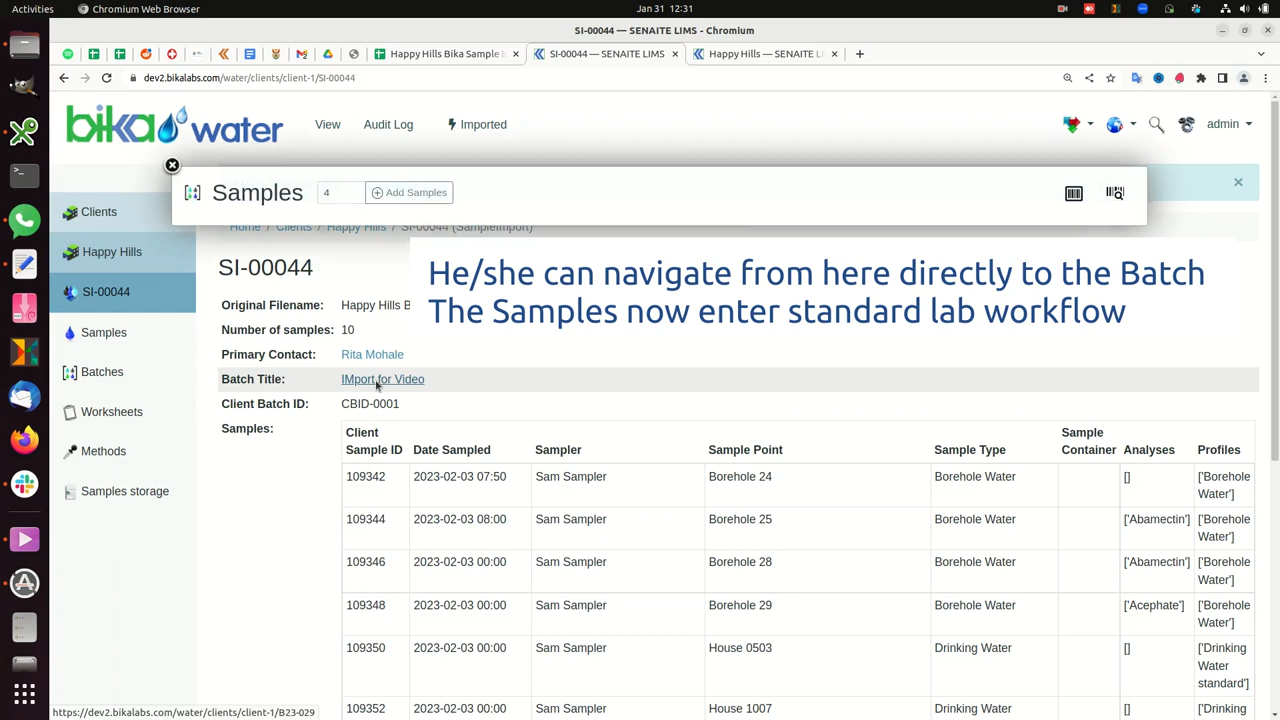 Activities
Chromium Web Browser
Jan 31 12:31
SI-00044 — SENAITE LIMS - Chromium
Happy Hills Bika Sample I
SI-00044 — SENAITE LIMS
Happy Hills — SENAITE L
dev2.bikalabs.com/water/clients/client-1/SI-00044
bika water
View
Audit Log
Imported
admin
Samples
4
Add Samples
Home / Clients / Happy Hills / SI-00044 (SampleImport)
Clients
Happy Hills
SI-00044
Samples
Batches
Worksheets
Methods
Samples storage
SI-00044
He/she can navigate from here directly to the Batch
The Samples now enter standard lab workflow
Original Filename: Happy Hills B
Number of samples: 10
Primary Contact: Rita Mohale
Batch Title: IMport for Video
Client Batch ID: CBID-0001
Samples:
Client Sample ID Date Sampled Sampler Sample Point Sample Type Sample Container Analyses Profiles
109342 2023-02-03 07:50 Sam Sampler Borehole 24 Borehole Water [] ['Borehole Water']
109344 2023-02-03 08:00 Sam Sampler Borehole 25 Borehole Water ['Abamectin'] ['Borehole Water']
109346 2023-02-03 00:00 Sam Sampler Borehole 28 Borehole Water ['Abamectin'] ['Borehole Water']
109348 2023-02-03 00:00 Sam Sampler Borehole 29 Borehole Water ['Acephate'] ['Borehole Water']
109350 2023-02-03 00:00 Sam Sampler House 0503 Drinking Water [] ['Drinking Water standard']
109352 2023-02-03 00:00 Sam Sampler House 1007 Drinking Water [] ['Drinking
https://dev2.bikalabs.com/water/clients/client-1/B23-029